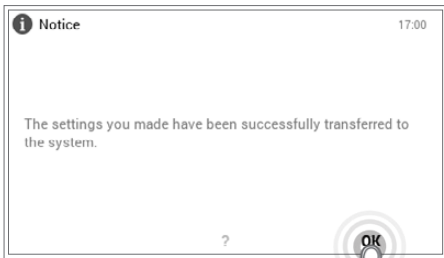 i Notice 17:00
The settings you made have been successfully transferred to
the system.
? OK